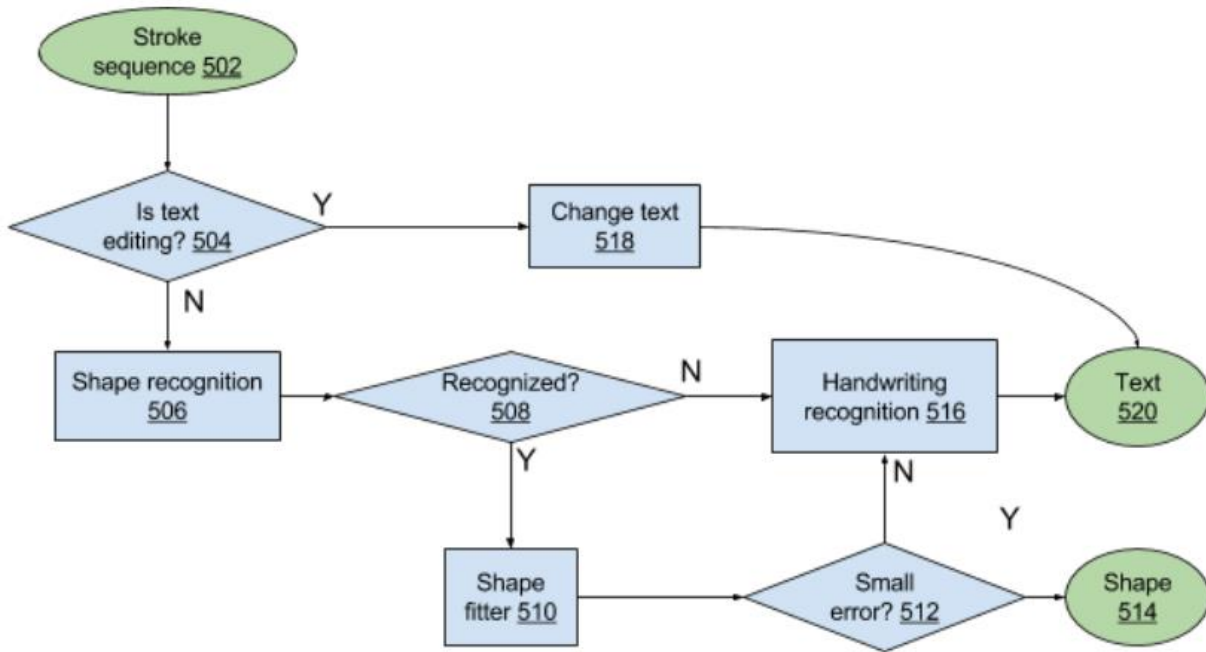 Stroke
sequence 502
Is text
editing? 504
Y
Change text
518
N
Shape recognition
506
Recognized?
508
N
Handwriting
recognition 516
Text
520
Y
N
Y
Shape
fitter 510
Small
error? 512
Shape
514